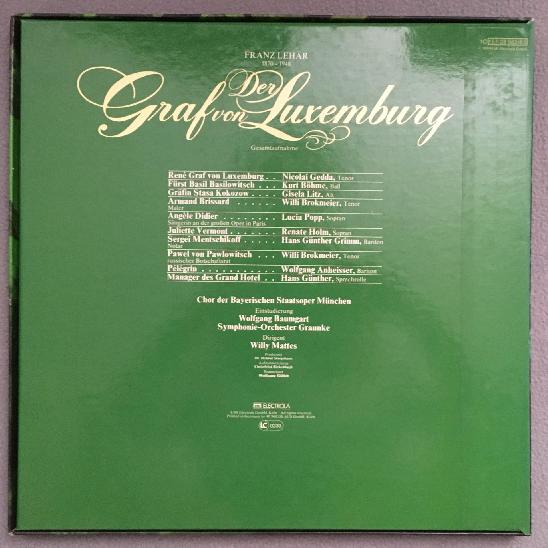 FRANZ LEHÁR
1870 – 1948
Der
Graf von Luxemburg
Gesamtaufnahme
René Graf von Luxemburg . . Nicolai Gedda, Tenor
Fürst Basil Basilowitsch . . . Kurt Böhme, Baß
Gräfin Stasa Kokozow . . . . Gisela Litz, Alt
Armand Brissard . . . . Willi Brokmeier, Tenor
Maler
Angèle Didier . . . . Lucia Popp, Sopran
Sängerin an der großen Oper in Paris
Juliette Vermont . . . . Renate Holm, Sopran
Sergei Mentschikoff . . . . Hans Günther Grimm, Bariton
Notar
Pawel von Pawlowitsch . . . Willi Brokmeier, Tenor
russischer Botschaftsrat
Pélégrin . . . . . . . . . . . Wolfgang Anheisser, Bariton
Manager des Grand Hotel . . Hans Günther, Sprechrolle
Chor der Bayerischen Staatsoper München
Einstudierung
Wolfgang Baumgart
Symphonie-Orchester Graunke
Dirigent
Willy Mattes
EMI ELECTROLA
LC 0233